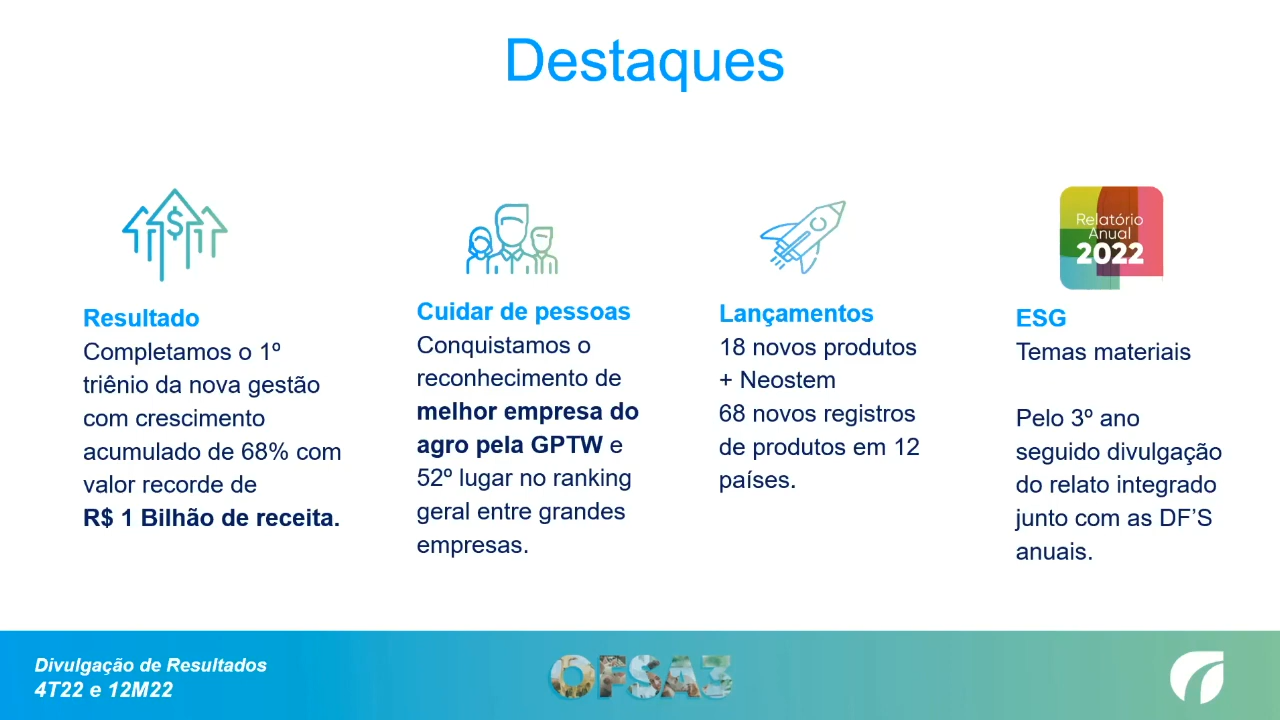 Destaques
Resultado
Completamos o 1º
triênio da nova gestão
com crescimento
acumulado de 68% com
valor recorde de
R$ 1 Bilhão de receita.
Cuidar de pessoas
Conquistamos o
reconhecimento de
melhor empresa do
agro pela GPTW e
52º lugar no ranking
geral entre grandes
empresas.
Lançamentos
18 novos produtos
+ Neostem
68 novos registros
de produtos em 12
países.
Relatório
Anual
2022
ESG
Temas materiais
Pelo 3º ano
seguido divulgação
do relato integrado
junto com as DF’S
anuais.
Divulgação de Resultados
4T22 e 12M22
OFSA3